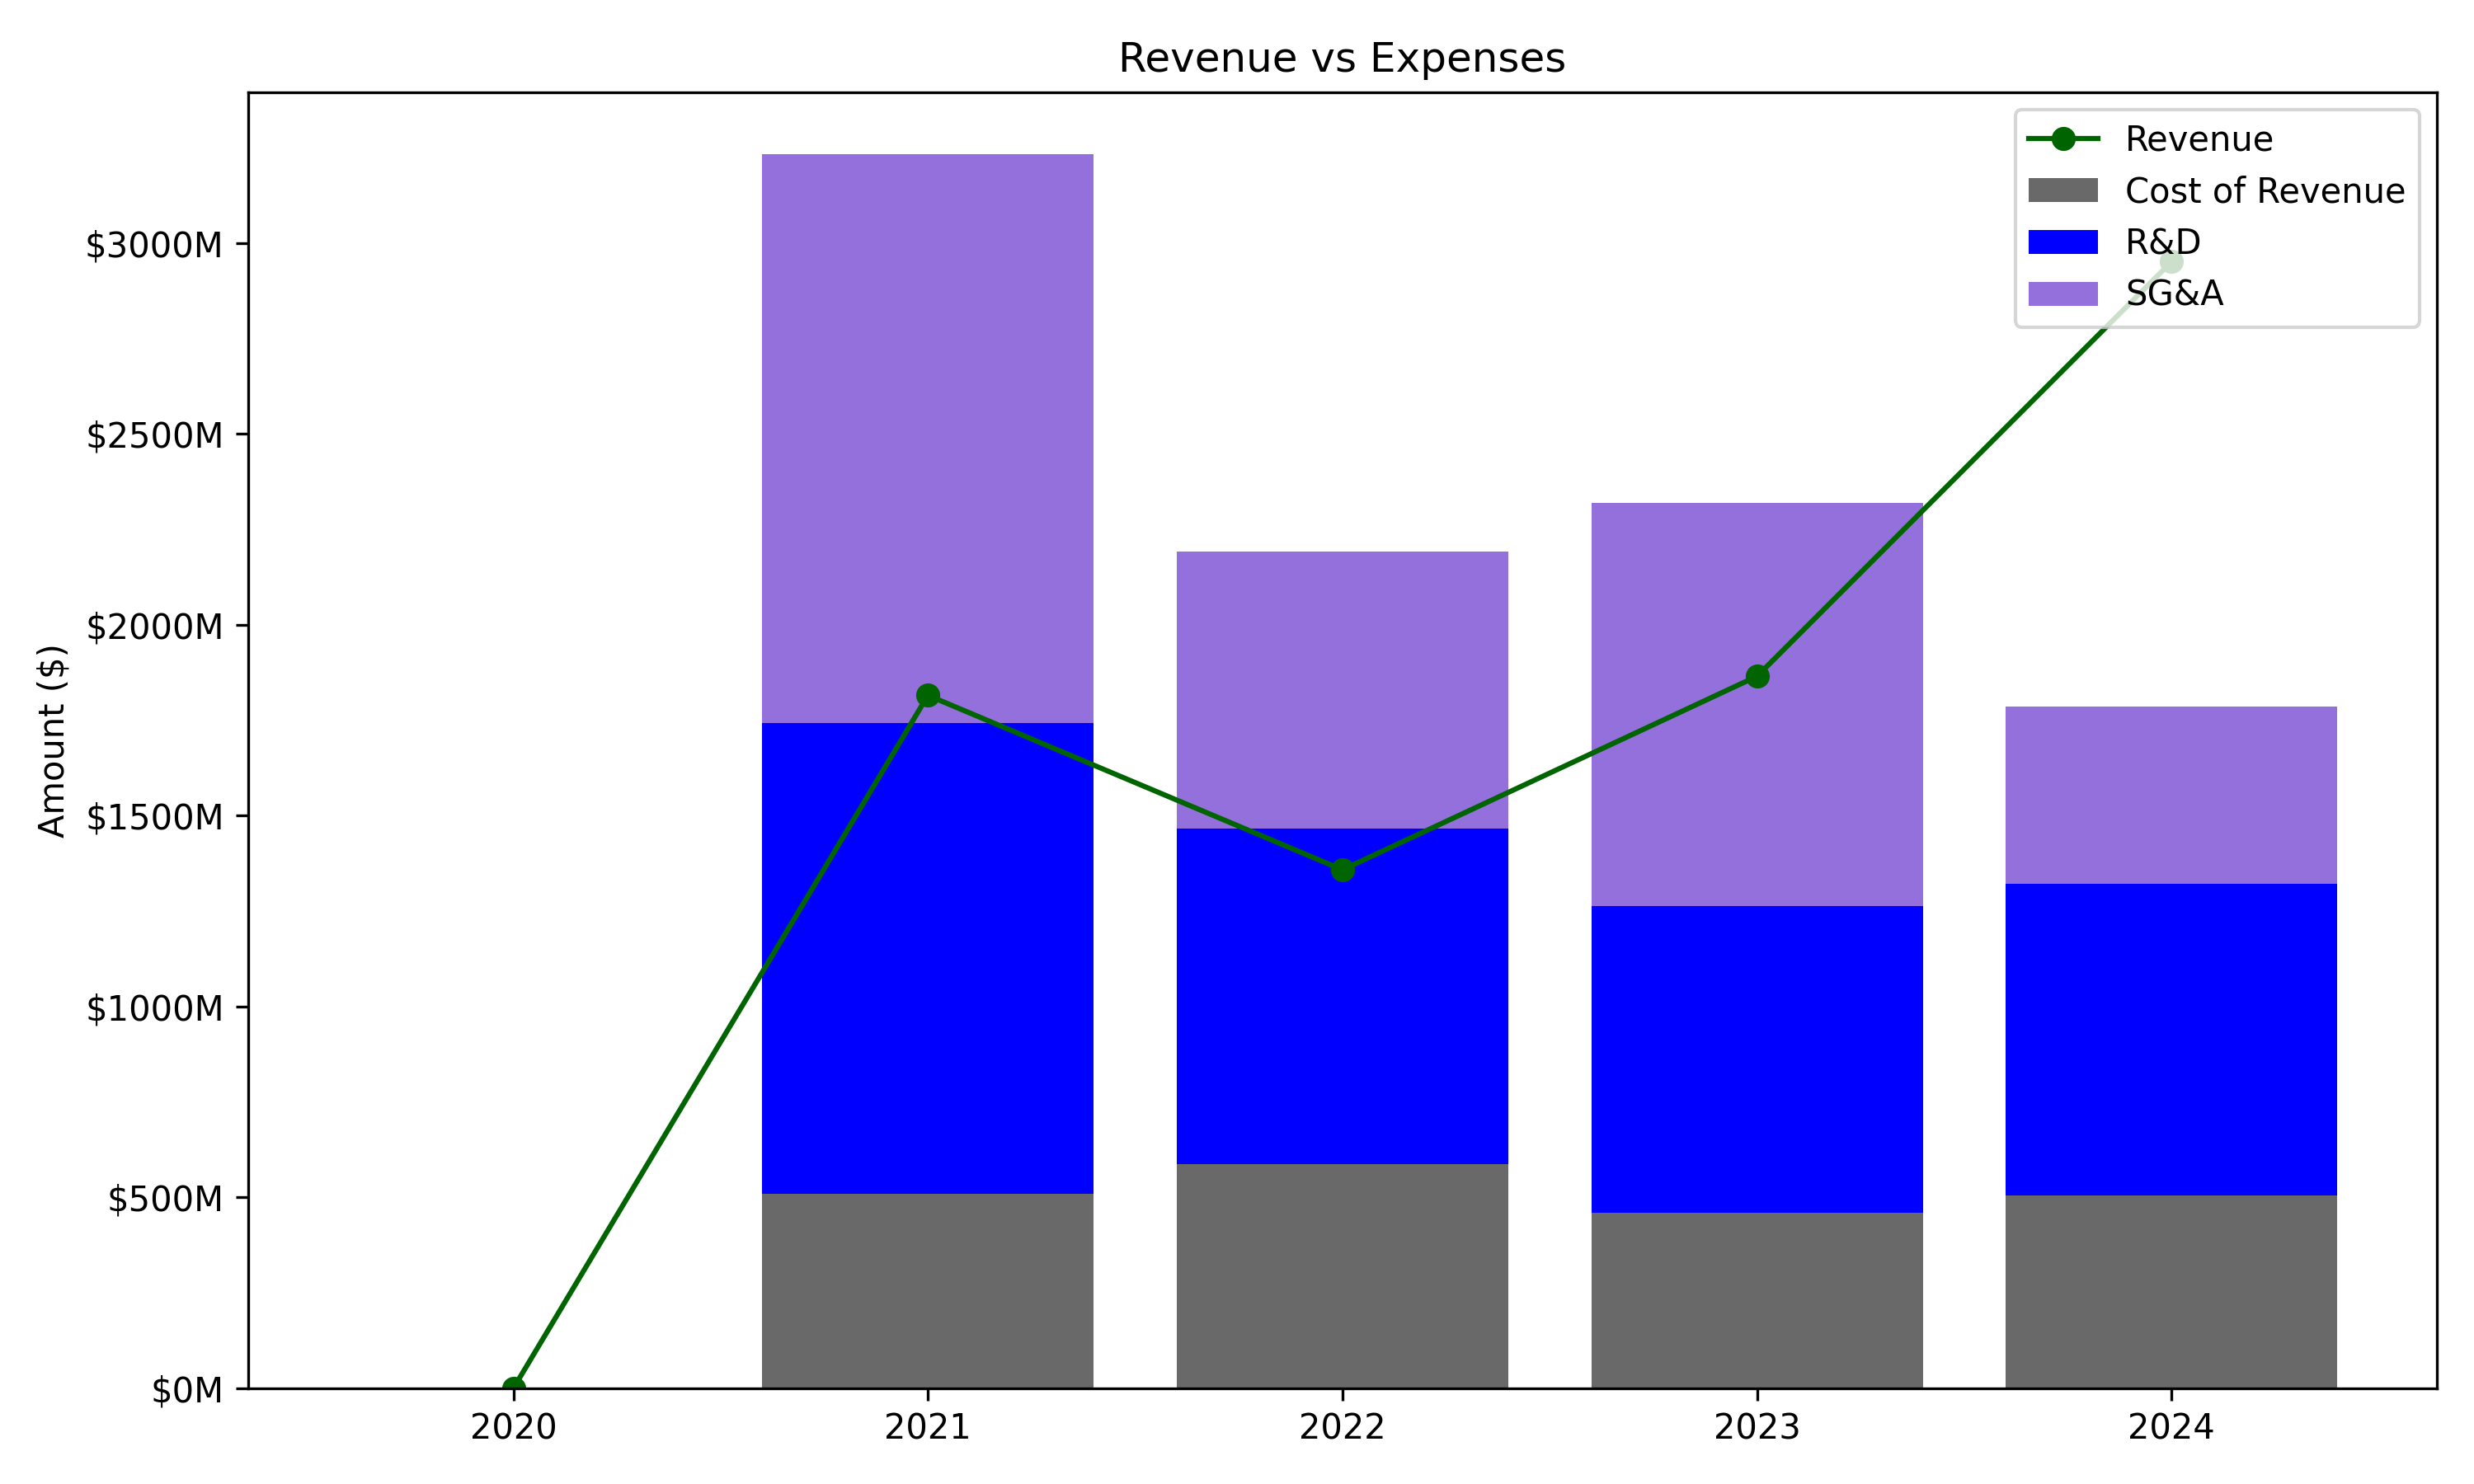 Revenue vs Expenses
Revenue
Cost of Revenue
R&D
SG&A
Amount ($)
$3000M
$2500M
$2000M
$1500M
$1000M
$500M
$0M
2020
2021
2022
2023
2024